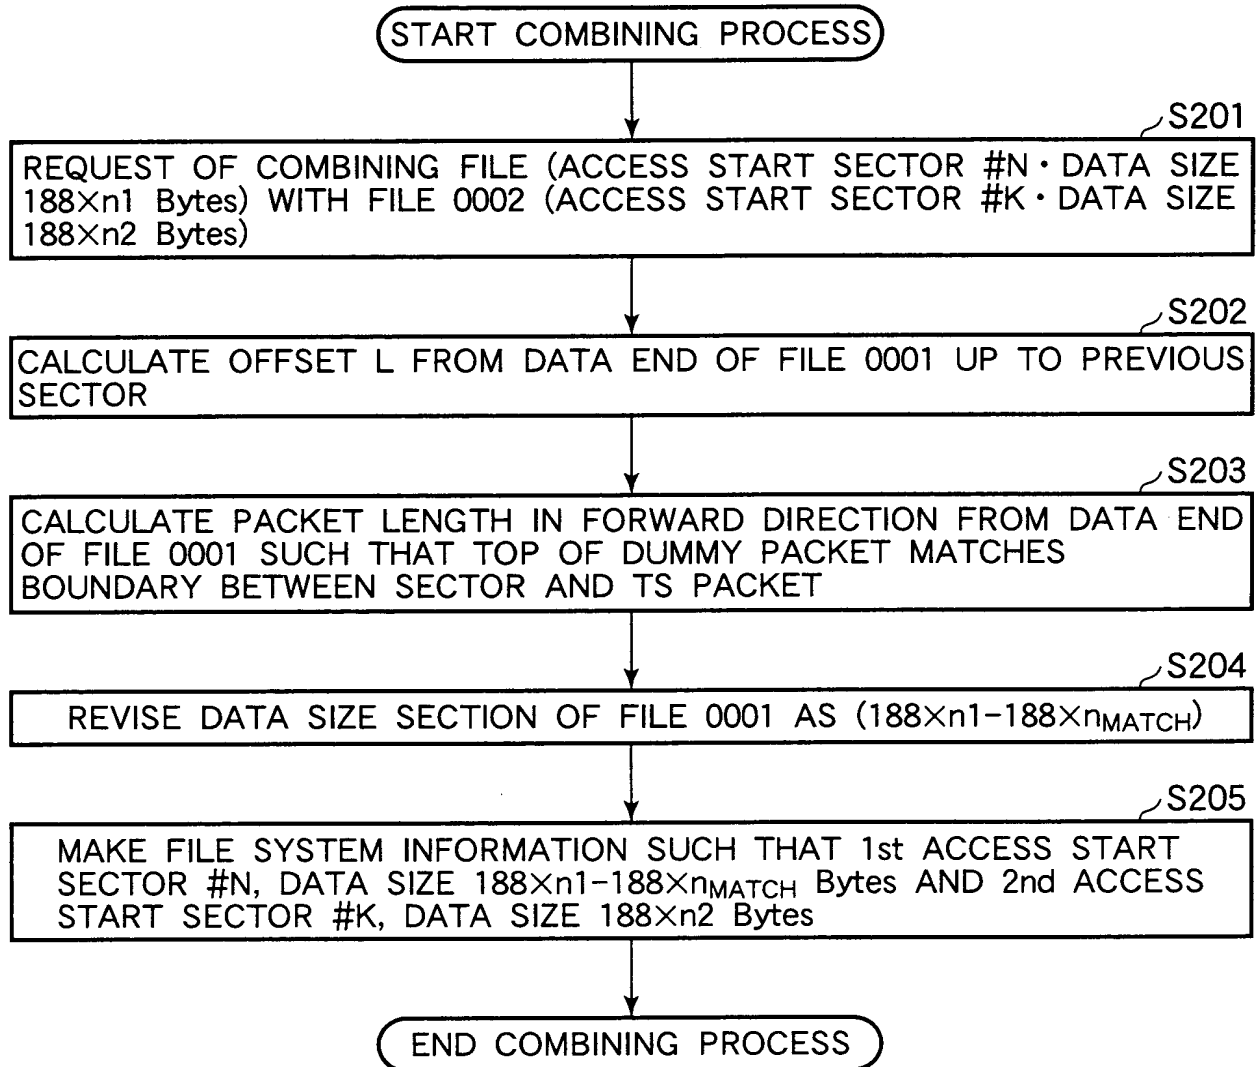 START COMBINING PROCESS
S201
REQUEST OF COMBINING FILE (ACCESS START SECTOR #N・DATA SIZE
188×n1 Bytes) WITH FILE 0002 (ACCESS START SECTOR #K・DATA SIZE
188×n2 Bytes)
S202
CALCULATE OFFSET L FROM DATA END OF FILE 0001 UP TO PREVIOUS
SECTOR
S203
CALCULATE PACKET LENGTH IN FORWARD DIRECTION FROM DATA END
OF FILE 0001 SUCH THAT TOP OF DUMMY PACKET MATCHES
BOUNDARY BETWEEN SECTOR AND TS PACKET
S204
REVISE DATA SIZE SECTION OF FILE 0001 AS (188×n1-188×nMATCH)
S205
MAKE FILE SYSTEM INFORMATION SUCH THAT 1st ACCESS START
SECTOR #N, DATA SIZE 188×n1-188×nMATCH Bytes AND 2nd ACCESS
START SECTOR #K, DATA SIZE 188×n2 Bytes
END COMBINING PROCESS